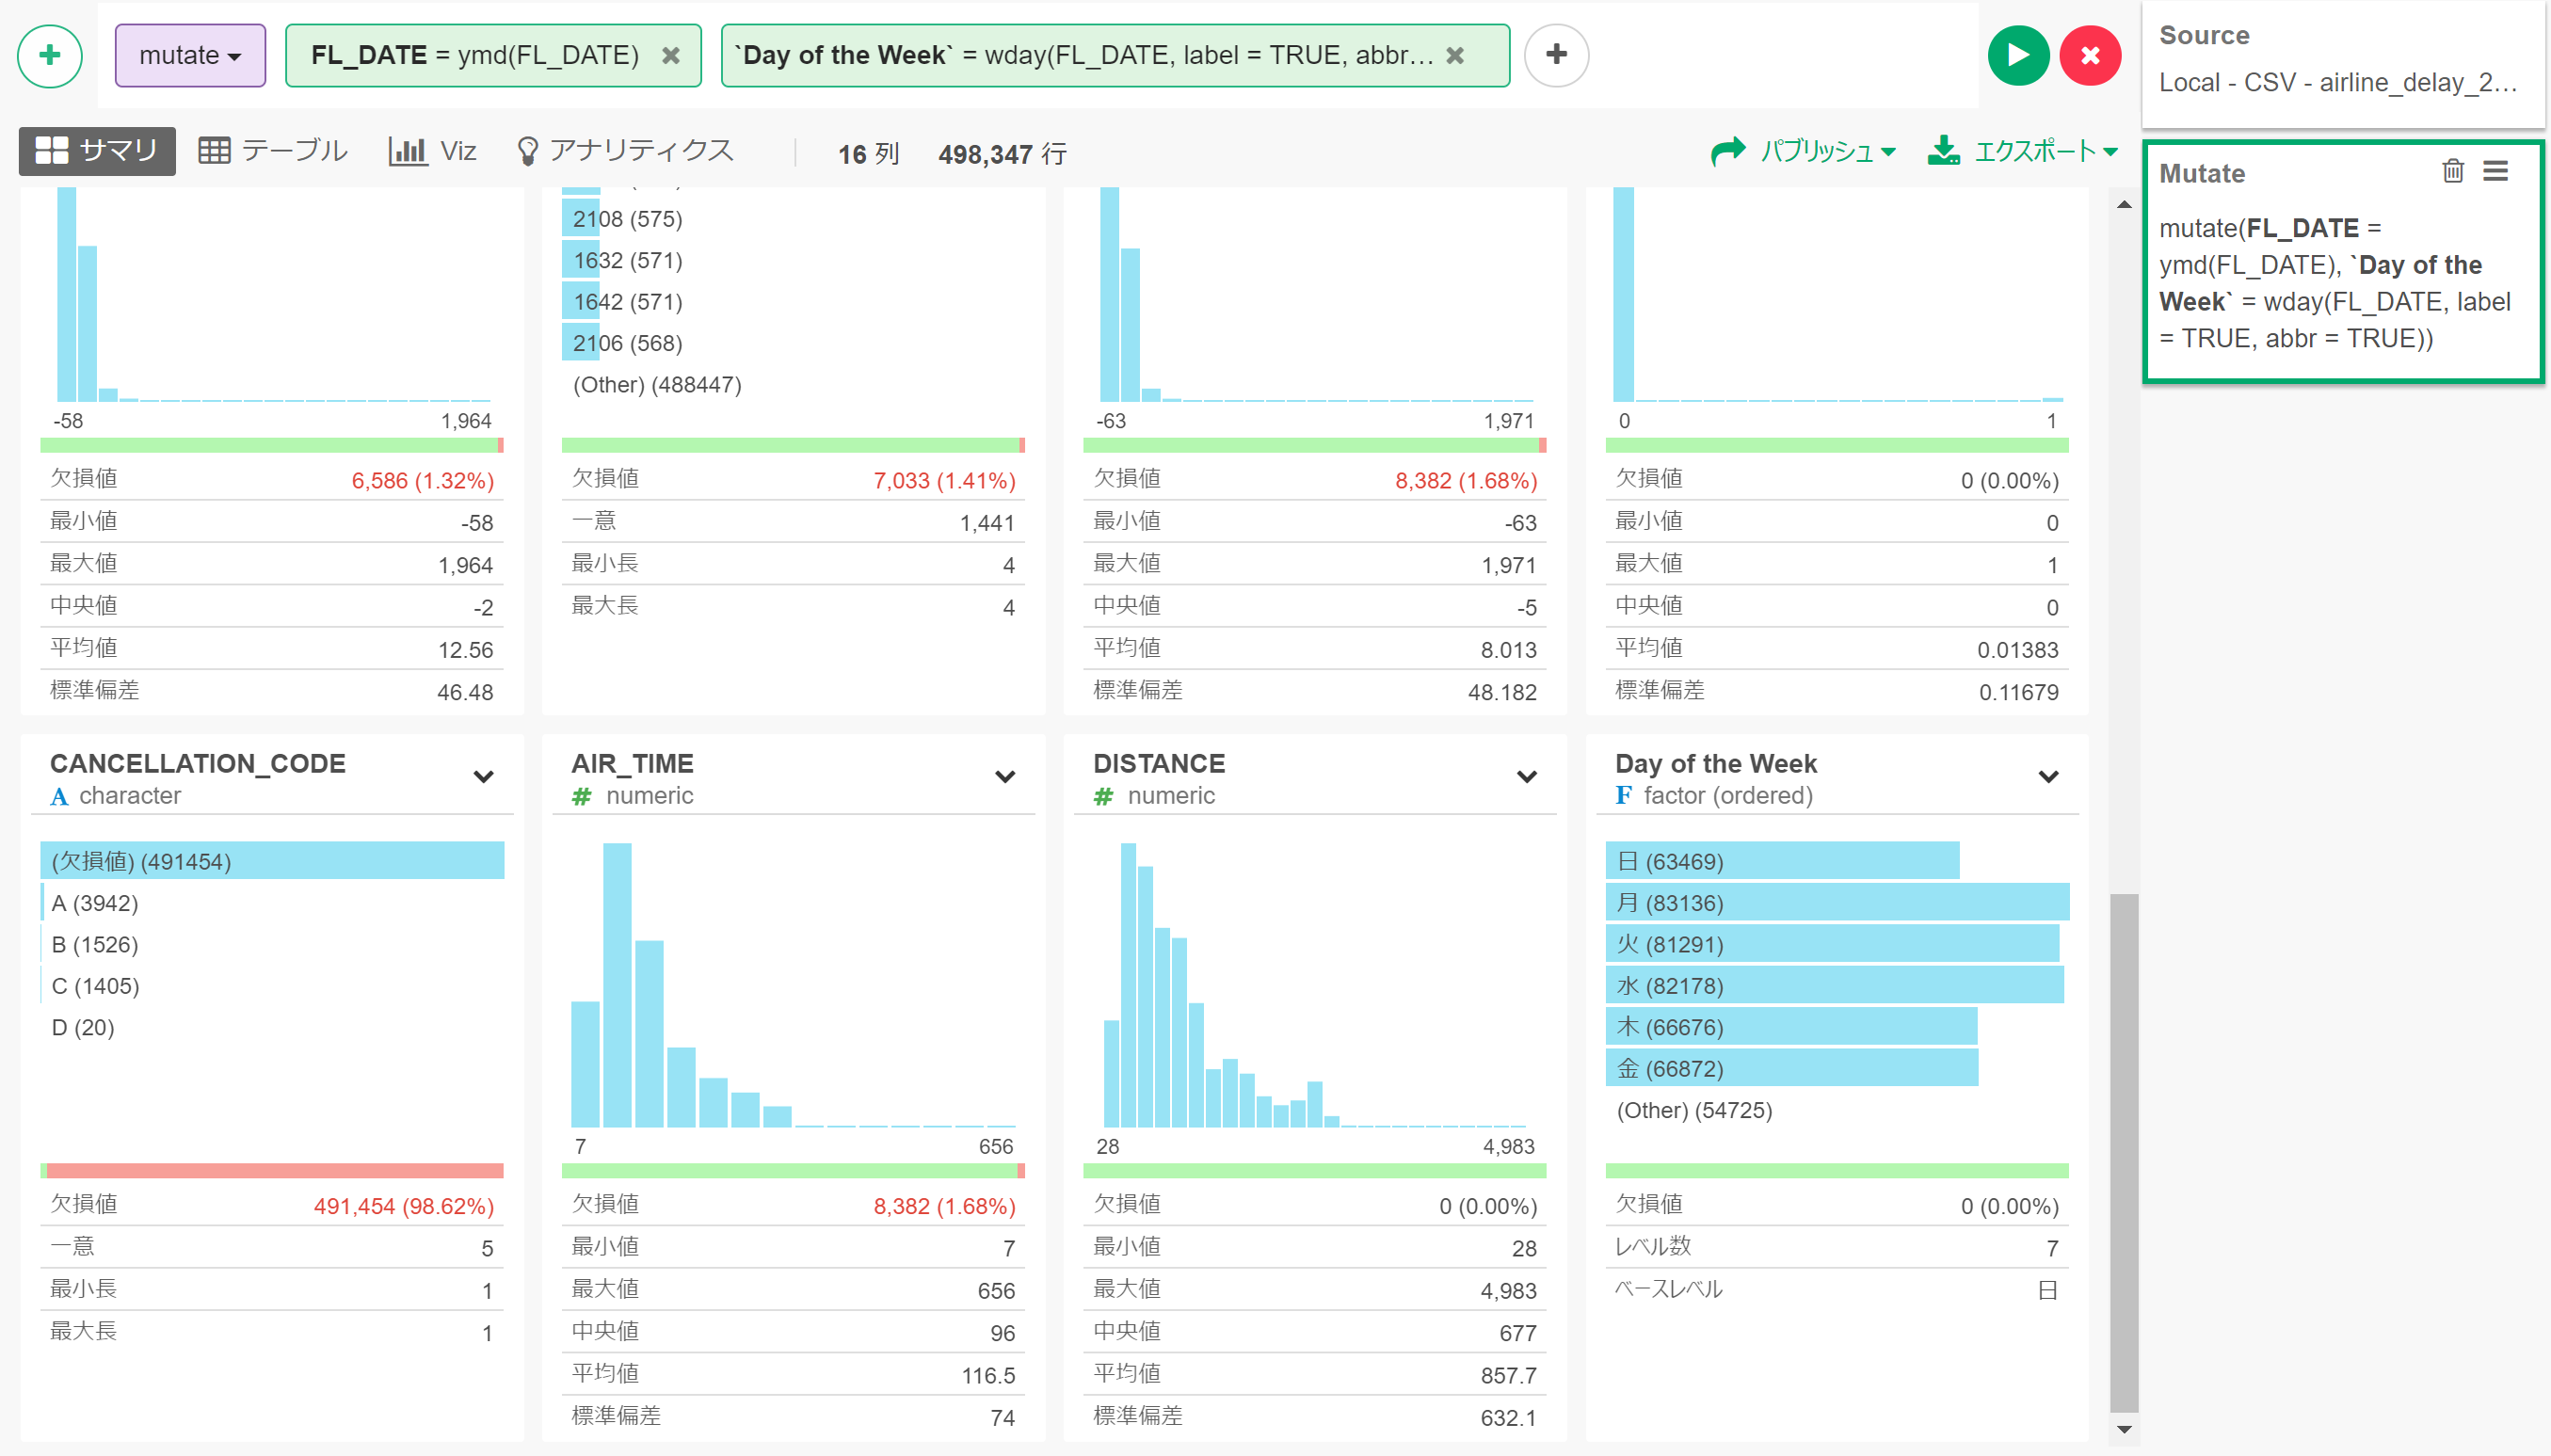 mutate
FL_DATE = ymd(FL_DATE)
`Day of the Week` = wday(FL_DATE, label = TRUE, abbr...
Source
Local - CSV - airline_delay_2...
サマリ
テーブル
Viz
アナリティクス
16 列
498,347 行
パブリッシュ
エクスポート
Mutate
mutate(FL_DATE =
ymd(FL_DATE), `Day of the
Week` = wday(FL_DATE, label
= TRUE, abbr = TRUE))
-58 1,964
欠損値 6,586 (1.32%)
最小値 -58
最大値 1,964
中央値 -2
平均値 12.56
標準偏差 46.48
2108 (575)
1632 (571)
1642 (571)
2106 (568)
(Other) (488447)
欠損値 7,033 (1.41%)
一意 1,441
最小長 4
最大長 4
-63 1,971
欠損値 8,382 (1.68%)
最小値 -63
最大値 1,971
中央値 -5
平均値 8.013
標準偏差 48.182
0 1
欠損値 0 (0.00%)
最小値 0
最大値 1
中央値 0
平均値 0.01383
標準偏差 0.11679
CANCELLATION_CODE
A character
(欠損値) (491454)
A (3942)
B (1526)
C (1405)
D (20)
欠損値 491,454 (98.62%)
一意 5
最小長 1
最大長 1
AIR_TIME
# numeric
7 656
欠損値 8,382 (1.68%)
最小値 7
最大値 656
中央値 96
平均値 116.5
標準偏差 74
DISTANCE
# numeric
28 4,983
欠損値 0 (0.00%)
最小値 28
最大値 4,983
中央値 677
平均値 857.7
標準偏差 632.1
Day of the Week
F factor (ordered)
日 (63469)
月 (83136)
火 (81291)
水 (82178)
木 (66676)
金 (66872)
(Other) (54725)
欠損値 0 (0.00%)
レベル数 7
ベースレベル 日